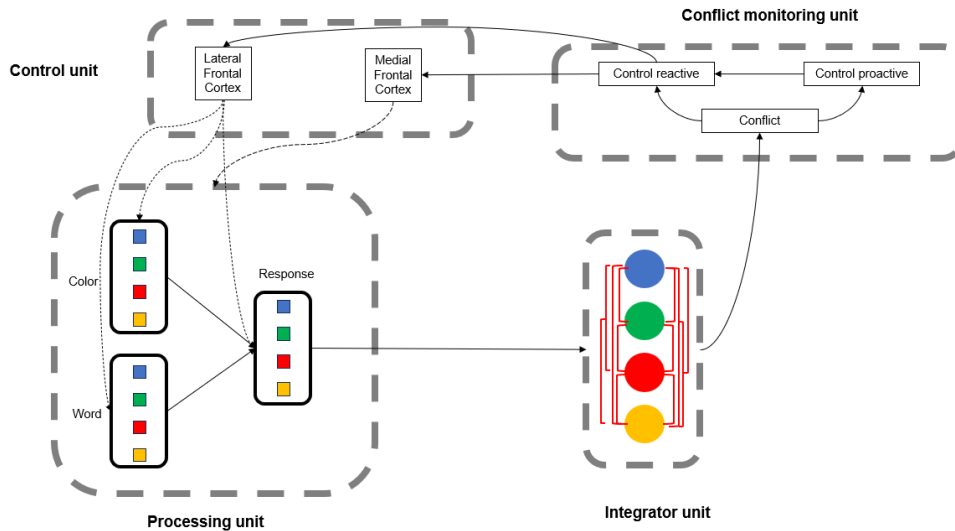 Conflict monitoring unit
Control unit
Lateral
Frontal
Cortex
Medial
Frontal
Cortex
Control reactive
Control proactive
Conflict
Color
Response
Word
Processing unit
Integrator unit